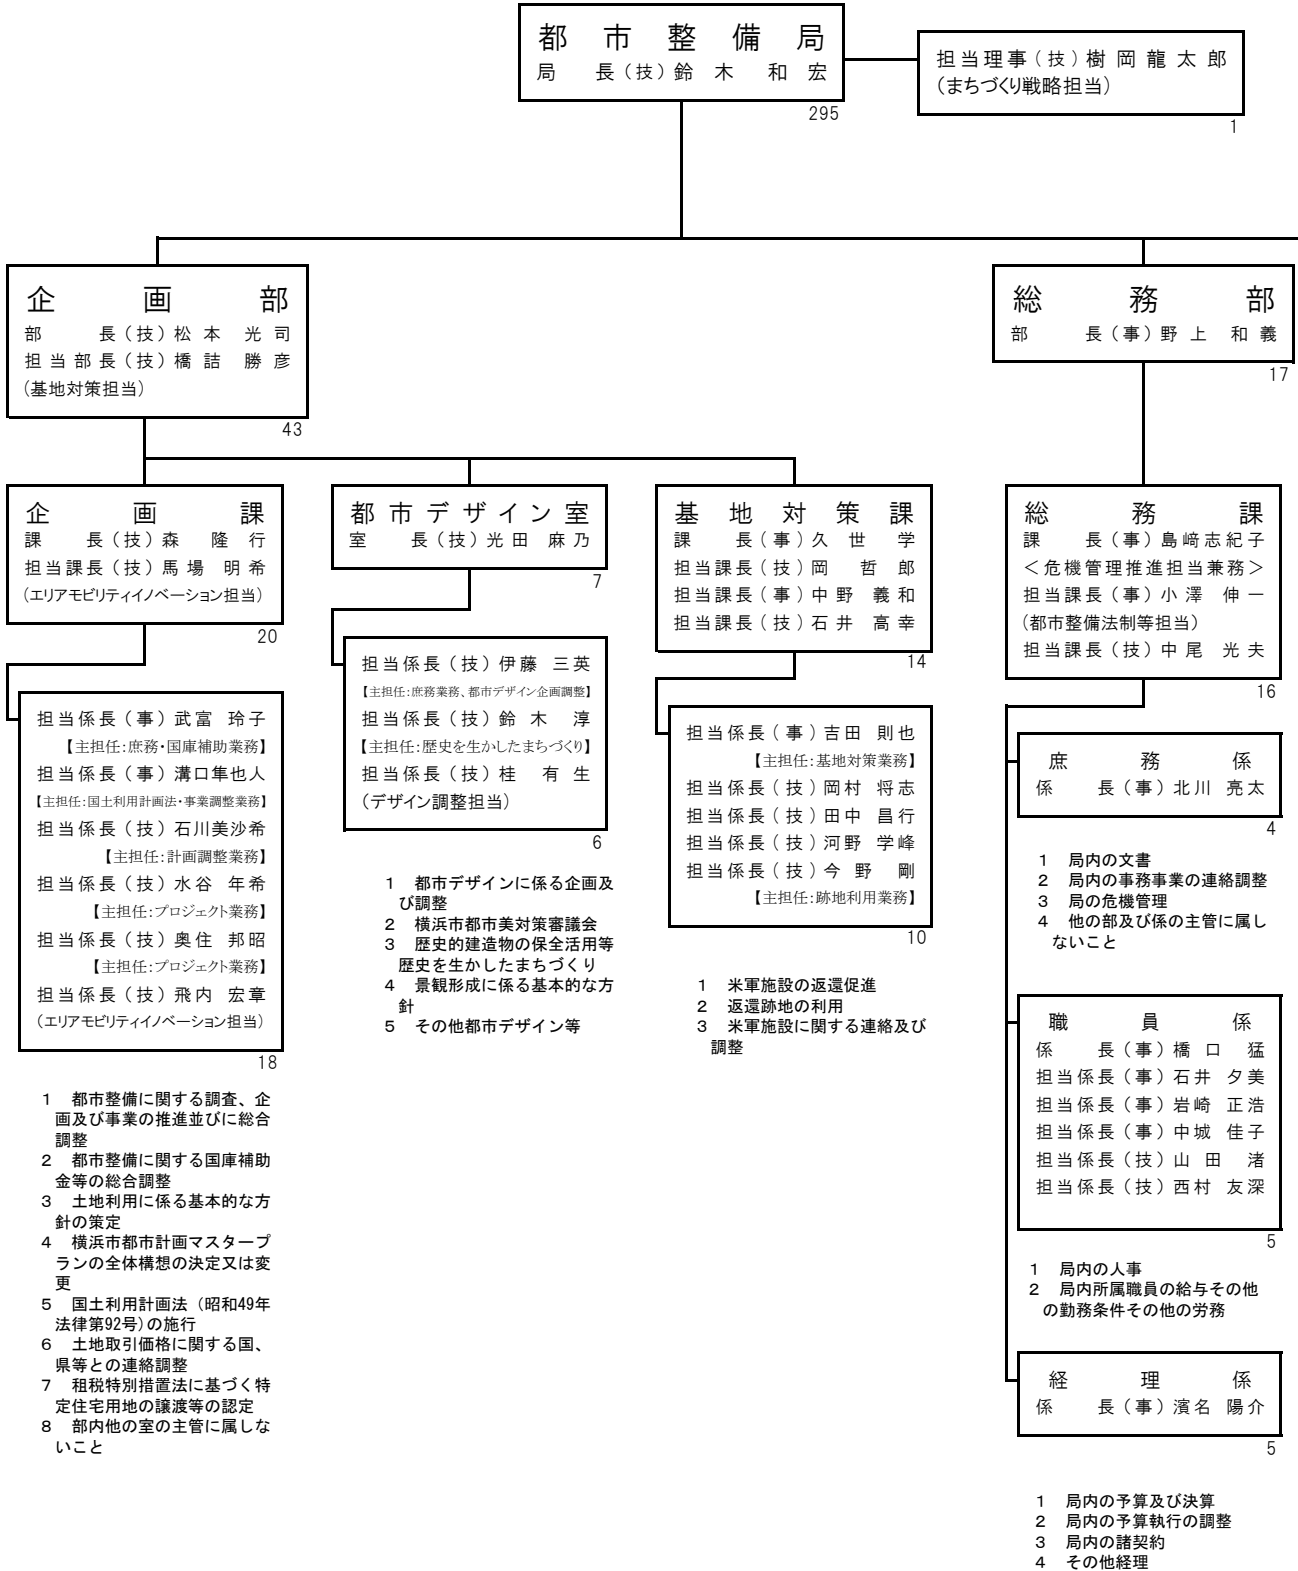 都市整備局
局　長（技）鈴木　和宏
295
担当理事（技）樹岡龍太郎
（まちづくり戦略担当）
1
企画部
部　長（技）松本　光司
担当部長（技）橋詰　勝彦
（基地対策担当）
43
企画課
課　長（技）森　隆行
担当課長（技）馬場　明希
（エリアモビリティイノベーション担当）
20
担当係長（事）武富　玲子
【主担任:庶務・国庫補助業務】
担当係長（事）溝口隼也人
【主担任:国土利用計画法・事業調整業務】
担当係長（技）石川美沙希
【主担任:計画調整業務】
担当係長（技）水谷　年希
【主担任:プロジェクト業務】
担当係長（技）奥住　邦昭
【主担任:プロジェクト業務】
担当係長（技）飛内　宏章
（エリアモビリティイノベーション担当）
18
1　都市整備に関する調査、企
画及び事業の推進並びに総合
調整
2　都市整備に関する国庫補助
金等の総合調整
3　土地利用に係る基本的な方
針の策定
4　横浜市都市計画マスタープ
ランの全体構想の決定又は変
更
5　国土利用計画法（昭和49年
法律第92号）の施行
6　土地取引価格に関する国、
県等との連絡調整
7　租税特別措置法に基づく特
定住宅用地の譲渡等の認定
8　部内他の室の主管に属しな
いこと
都市デザイン室
室　長（技）光田　麻乃
7
担当係長（技）伊藤　三英
【主担任:庶務業務、都市デザイン企画調整】
担当係長（技）鈴木　淳
【主担任:歴史を生かしたまちづくり】
担当係長（技）桂　有生
（デザイン調整担当）
6
1　都市デザインに係る企画及
び調整
2　横浜市都市美対策審議会
3　歴史的建造物の保全活用等
歴史を生かしたまちづくり
4　景観形成に係る基本的な方
針
5　その他都市デザイン等
基地対策課
課　長（事）久世　学
担当課長（技）岡　哲郎
担当課長（事）中野　義和
担当課長（技）石井　高幸
14
担当係長（事）吉田　則也
【主担任:基地対策業務】
担当係長（技）岡村　将志
担当係長（技）田中　昌行
担当係長（技）河野　学峰
担当係長（技）今野　剛
【主担任:跡地利用業務】
10
1　米軍施設の返還促進
2　返還跡地の利用
3　米軍施設に関する連絡及び
調整
総務部
部　長（事）野上　和義
17
総務課
課　長（事）島﨑志紀子
＜危機管理推進担当兼務＞
担当課長（事）小澤　伸一
（都市整備法制等担当）
担当課長（技）中尾　光夫
16
庶務係
係　長（事）北川　亮太
4
1　局内の文書
2　局内の事務事業の連絡調整
3　局の危機管理
4　他の部及び係の主管に属し
ないこと
職員係
係　長（事）橋口　猛
担当係長（事）石井　夕美
担当係長（事）岩崎　正浩
担当係長（事）中城　佳子
担当係長（技）山田　渚
担当係長（技）西村　友深
5
1　局内の人事
2　局内所属職員の給与その他
の勤務条件その他の労務
経理係
係　長（事）濱名　陽介
5
1　局内の予算及び決算
2　局内の予算執行の調整
3　局内の諸契約
4　その他経理